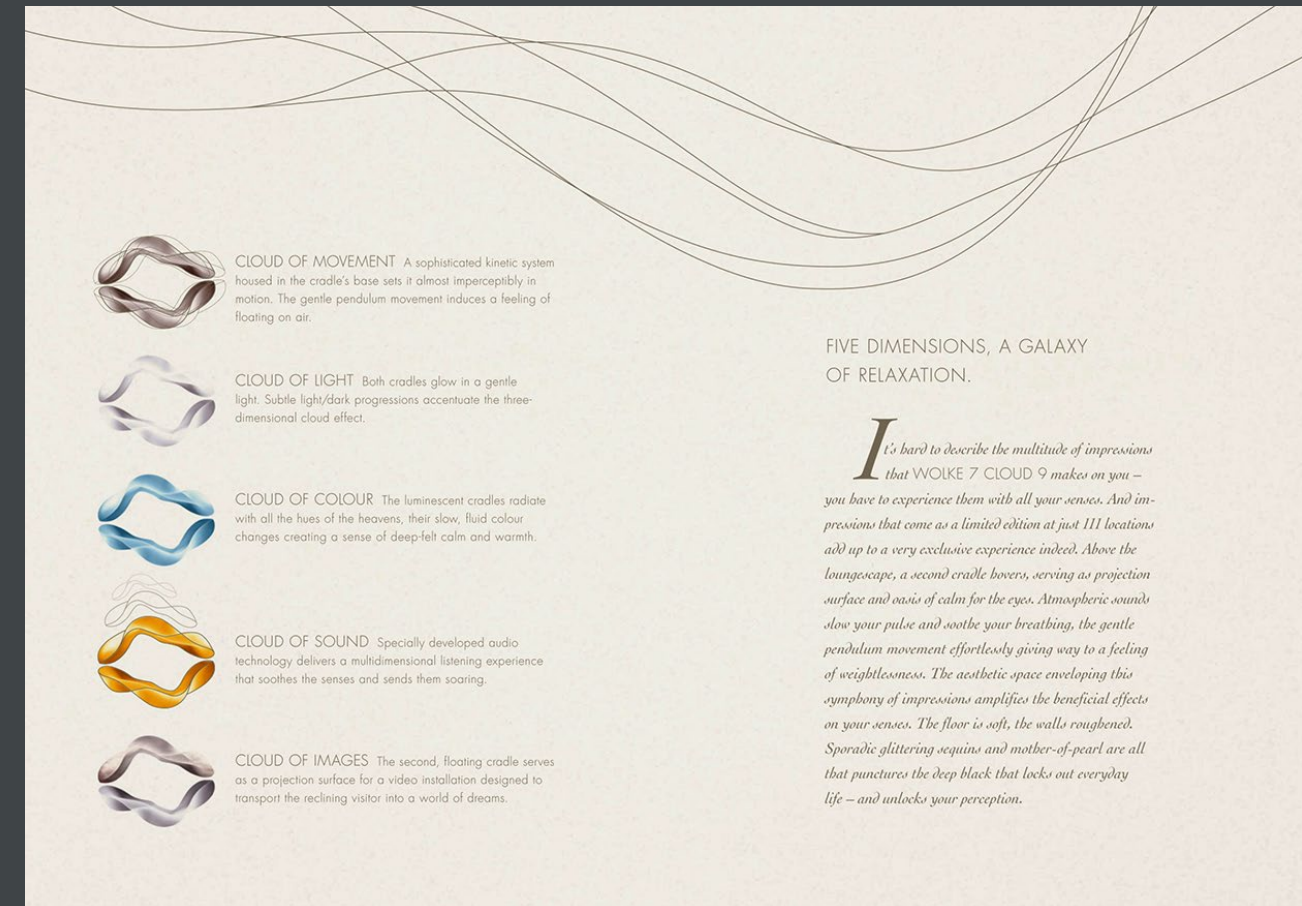 CLOUD OF MOVEMENT A sophisticated kinetic system
housed in the cradle's base sets it almost imperceptibly in
motion. The gentle pendulum movement induces a feeling of
floating on air.
CLOUD OF LIGHT Both cradles glow in a gentle
light. Subtle light/dark progressions accentuate the three-
dimensional cloud effect.
CLOUD OF COLOUR The luminescent cradles radiate
with all the hues of the heavens, their slow, fluid colour
changes creating a sense of deep-felt calm and warmth.
CLOUD OF SOUND Specially developed audio
technology delivers a multidimensional listening experience
that soothes the senses and sends them soaring.
CLOUD OF IMAGES The second, floating cradle serves
as a projection surface for a video installation designed to
transport the reclining visitor into a world of dreams.
FIVE DIMENSIONS, A GALAXY
OF RELAXATION.
It's hard to describe the multitude of impressions
that WOLKE 7 CLOUD 9 makes on you –
you have to experience them with all your senses. And im-
pressions that come as a limited edition at just 111 locations
add up to a very exclusive experience indeed. Above the
loungescape, a second cradle hovers, serving as projection
surface and oasis of calm for the eyes. Atmospheric sounds
slow your pulse and soothe your breathing, the gentle
pendulum movement effortlessly giving way to a feeling
of weightlessness. The aesthetic space enveloping this
symphony of impressions amplifies the beneficial effects
on your senses. The floor is soft, the walls roughened.
Sporadic glittering sequins and mother-of-pearl are all
that punctures the deep black that locks out everyday
life – and unlocks your perception.